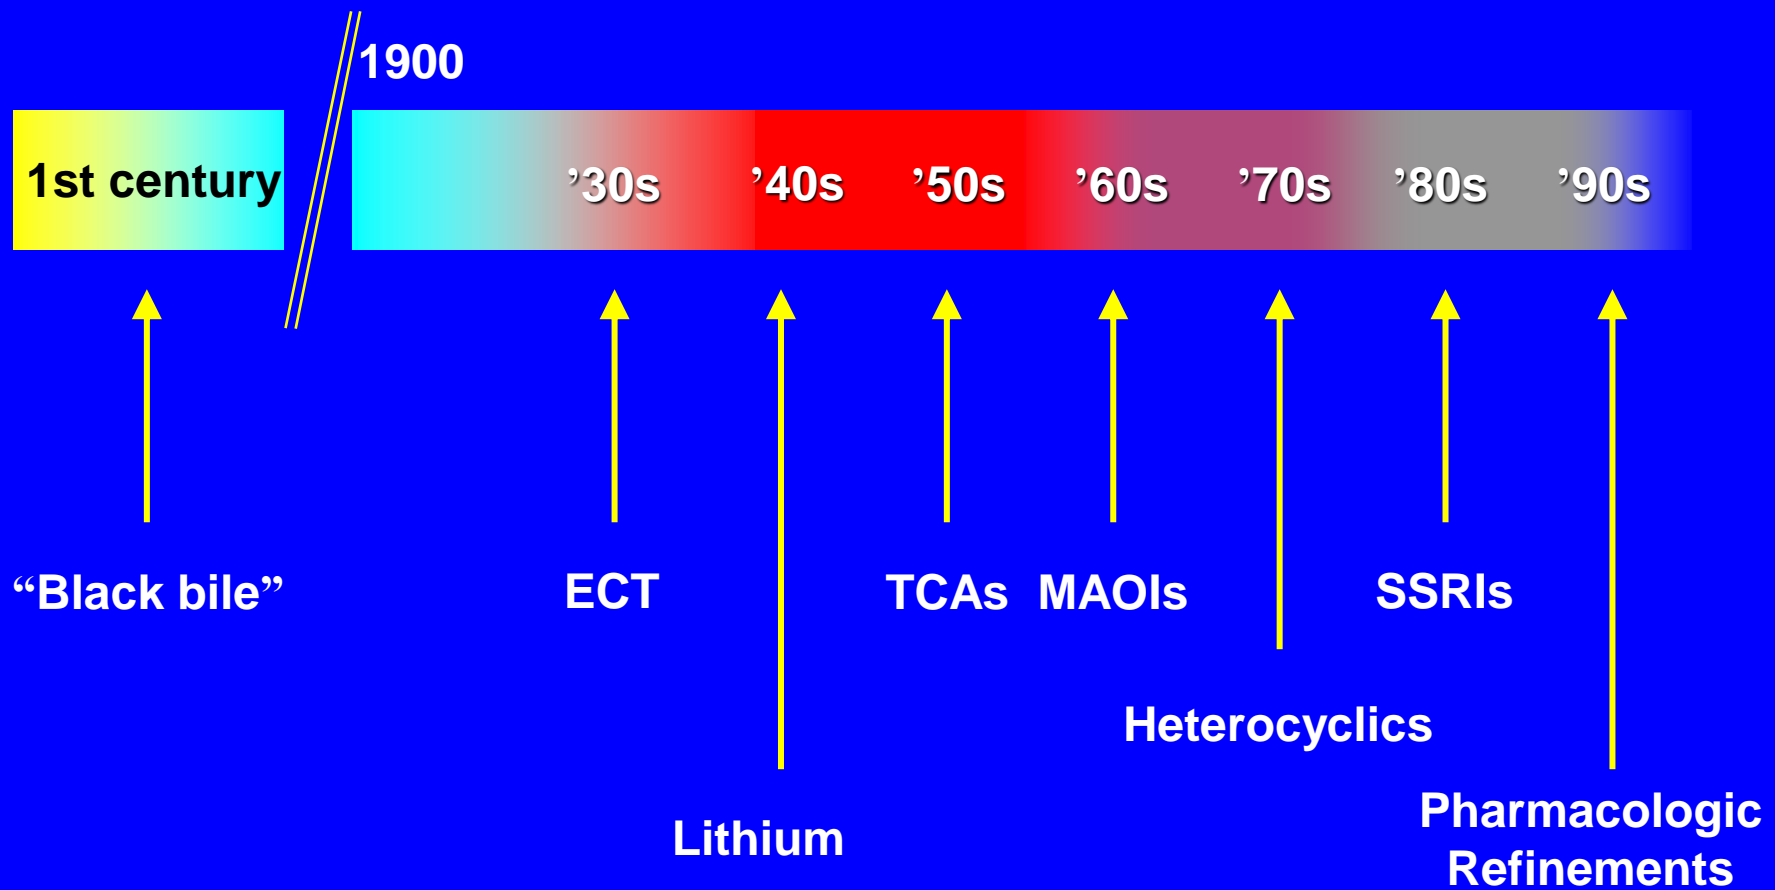 1900
1st century ’30s ’40s ’50s ’60s ’70s ’80s ’90s
“Black bile” ECT TCAs MAOIs SSRIs
Heterocyclics
Lithium
Pharmacologic
Refinements